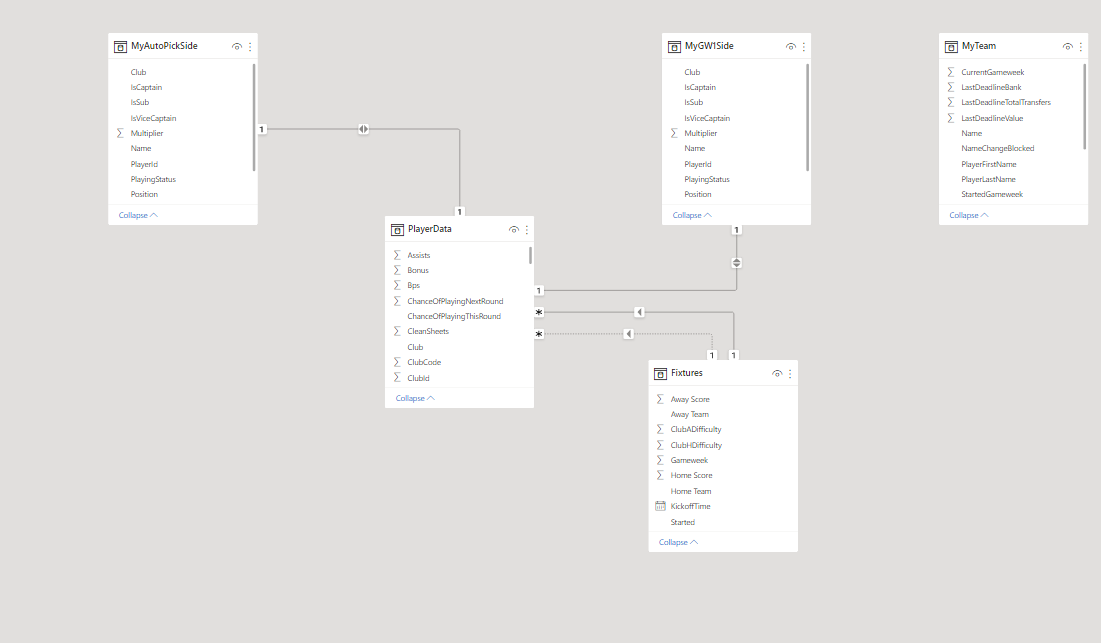 MyAutoPickSide
Club
IsCaptain
IsSub
IsViceCaptain
Multiplier
Name
PlayerId
PlayingStatus
Position
Collapse
1
1
PlayerData
Assists
Bonus
Bps
ChanceOfPlayingNextRound
ChanceOfPlayingThisRound
CleanSheets
Club
ClubCode
ClubId
Collapse
MyGW1Side
Club
IsCaptain
IsSub
IsViceCaptain
Multiplier
Name
PlayerId
PlayingStatus
Position
Collapse
1
1
*
*
1
1
Fixtures
Away Score
Away Team
ClubADifficulty
ClubHDifficulty
Gameweek
Home Score
Home Team
KickoffTime
Started
Collapse
MyTeam
CurrentGameweek
LastDeadlineBank
LastDeadlineTotalTransfers
LastDeadlineValue
Name
NameChangeBlocked
PlayerFirstName
PlayerLastName
StartedGameweek
Collapse